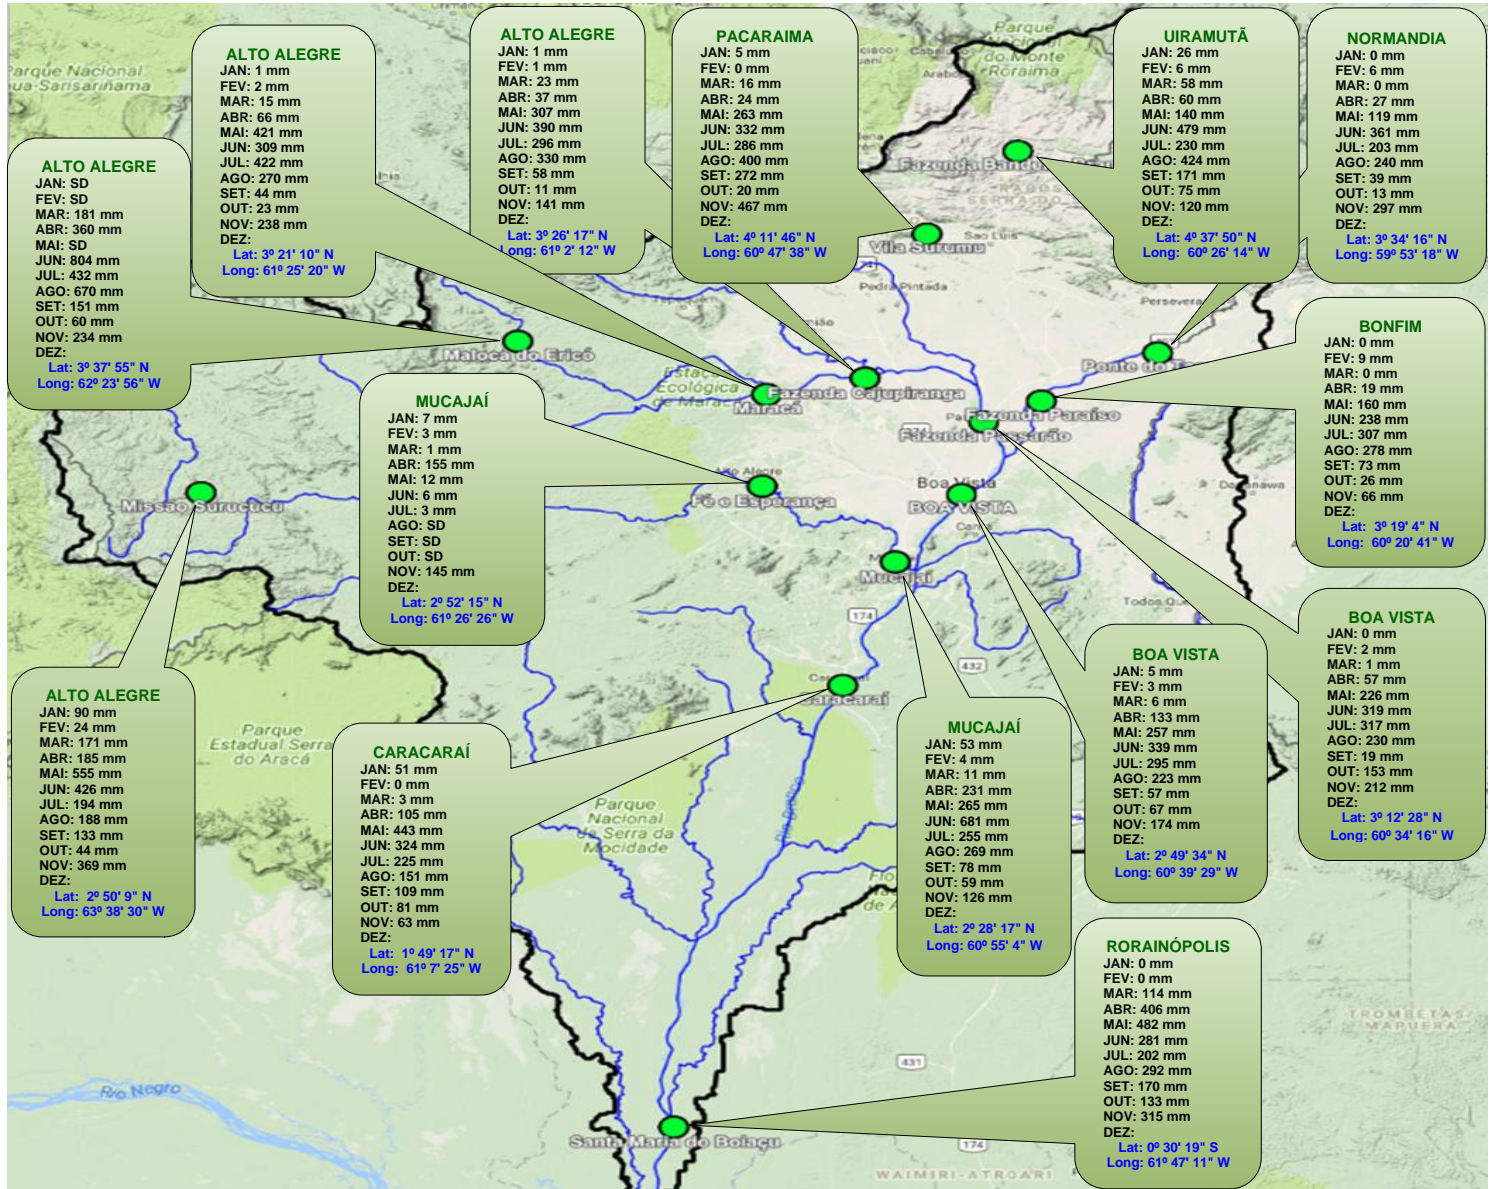 ALTO ALEGRE
JAN: SD
FEV: SD
MAR: 181 mm
ABR: 360 mm
MAI: SD
JUN: 804 mm
JUL: 432 mm
AGO: 670 mm
SET: 151 mm
OUT: 60 mm
NOV: 234 mm
DEZ:
Lat: 3º 37' 55" N
Long: 62º 23' 56" W
ALTO ALEGRE
JAN: 1 mm
FEV: 2 mm
MAR: 15 mm
ABR: 66 mm
MAI: 421 mm
JUN: 309 mm
JUL: 422 mm
AGO: 270 mm
SET: 44 mm
OUT: 23 mm
NOV: 238 mm
DEZ:
Lat: 3º 21' 10" N
Long: 61º 25' 20" W
ALTO ALEGRE
JAN: 1 mm
FEV: 1 mm
MAR: 23 mm
ABR: 37 mm
MAI: 307 mm
JUN: 390 mm
JUL: 296 mm
AGO: 330 mm
SET: 58 mm
OUT: 11 mm
NOV: 141 mm
DEZ:
Lat: 3º 26' 17" N
Long: 61º 2' 12" W
PACARAIMA
JAN: 5 mm
FEV: 0 mm
MAR: 16 mm
ABR: 24 mm
MAI: 263 mm
JUN: 332 mm
JUL: 286 mm
AGO: 400 mm
SET: 272 mm
OUT: 20 mm
NOV: 467 mm
DEZ:
Lat: 4º 11' 46" N
Long: 60º 47' 38" W
UIRAMUTÃ
JAN: 26 mm
FEV: 6 mm
MAR: 58 mm
ABR: 60 mm
MAI: 140 mm
JUN: 479 mm
JUL: 230 mm
AGO: 424 mm
SET: 171 mm
OUT: 75 mm
NOV: 120 mm
DEZ:
Lat: 4º 37' 50" N
Long: 60º 26' 14" W
NORMANDIA
JAN: 0 mm
FEV: 6 mm
MAR: 0 mm
ABR: 27 mm
MAI: 119 mm
JUN: 361 mm
JUL: 203 mm
AGO: 240 mm
SET: 39 mm
OUT: 13 mm
NOV: 297 mm
DEZ:
Lat: 3º 34' 16" N
Long: 59º 53' 18" W
BONFIM
JAN: 0 mm
FEV: 9 mm
MAR: 0 mm
ABR: 19 mm
MAI: 160 mm
JUN: 238 mm
JUL: 307 mm
AGO: 278 mm
SET: 73 mm
OUT: 26 mm
NOV: 66 mm
DEZ:
Lat: 3º 19' 4" N
Long: 60º 20' 41" W
MUCAJAÍ
JAN: 7 mm
FEV: 3 mm
MAR: 1 mm
ABR: 155 mm
MAI: 12 mm
JUN: 6 mm
JUL: 3 mm
AGO: SD
SET: SD
OUT: SD
NOV: 145 mm
DEZ:
Lat: 2º 52' 15" N
Long: 61º 26' 26" W
BOA VISTA
JAN: 0 mm
FEV: 2 mm
MAR: 1 mm
ABR: 57 mm
MAI: 226 mm
JUN: 319 mm
JUL: 317 mm
AGO: 230 mm
SET: 19 mm
OUT: 153 mm
NOV: 212 mm
DEZ:
Lat: 3º 12' 28" N
Long: 60º 34' 16" W
BOA VISTA
JAN: 5 mm
FEV: 3 mm
MAR: 6 mm
ABR: 133 mm
MAI: 257 mm
JUN: 339 mm
JUL: 295 mm
AGO: 223 mm
SET: 57 mm
OUT: 67 mm
NOV: 174 mm
DEZ:
Lat: 2º 49' 34" N
Long: 60º 39' 29" W
ALTO ALEGRE
JAN: 90 mm
FEV: 24 mm
MAR: 171 mm
ABR: 185 mm
MAI: 555 mm
JUN: 426 mm
JUL: 194 mm
AGO: 188 mm
SET: 133 mm
OUT: 44 mm
NOV: 369 mm
DEZ:
Lat: 2º 50' 9" N
Long: 63º 38' 30" W
CARACARAÍ
JAN: 51 mm
FEV: 0 mm
MAR: 3 mm
ABR: 105 mm
MAI: 443 mm
JUN: 324 mm
JUL: 225 mm
AGO: 151 mm
SET: 109 mm
OUT: 81 mm
NOV: 63 mm
DEZ:
Lat: 1º 49' 17" N
Long: 61º 7' 25" W
MUCAJAÍ
JAN: 53 mm
FEV: 4 mm
MAR: 11 mm
ABR: 231 mm
MAI: 265 mm
JUN: 681 mm
JUL: 255 mm
AGO: 269 mm
SET: 78 mm
OUT: 59 mm
NOV: 126 mm
DEZ:
Lat: 2º 28' 17" N
Long: 60º 55' 4" W
RORAINÓPOLIS
JAN: 0 mm
FEV: 0 mm
MAR: 114 mm
ABR: 406 mm
MAI: 482 mm
JUN: 281 mm
JUL: 202 mm
AGO: 292 mm
SET: 170 mm
OUT: 133 mm
NOV: 315 mm
DEZ:
Lat: 0º 30' 19" S
Long: 61º 47' 11" W
Parque Nacional
Parque
do Monte
Roraima
Vila Surumu
Sao Luis
Pedra Pintada
Maloca do Ericó
Ecológica
Maracá
Fazenda Cajupiranga
Ponte do
Fazenda Paraíso
Fazenda Passarão
Missão Surucucu
Alto Alegre
Fé e Esperança
Boa Vista
BOA VISTA
Mucajaí
174
432
Caracaraí
Parque
Estadual Serra
do Aracá
Parque
Nacional
da Serra da
Mocidade
Rio Branco
Rio Negro
431
TROMBETAS/
MAPUERA
Santa Maria do Boiaçu
174
WAIMIRI-ATROARI